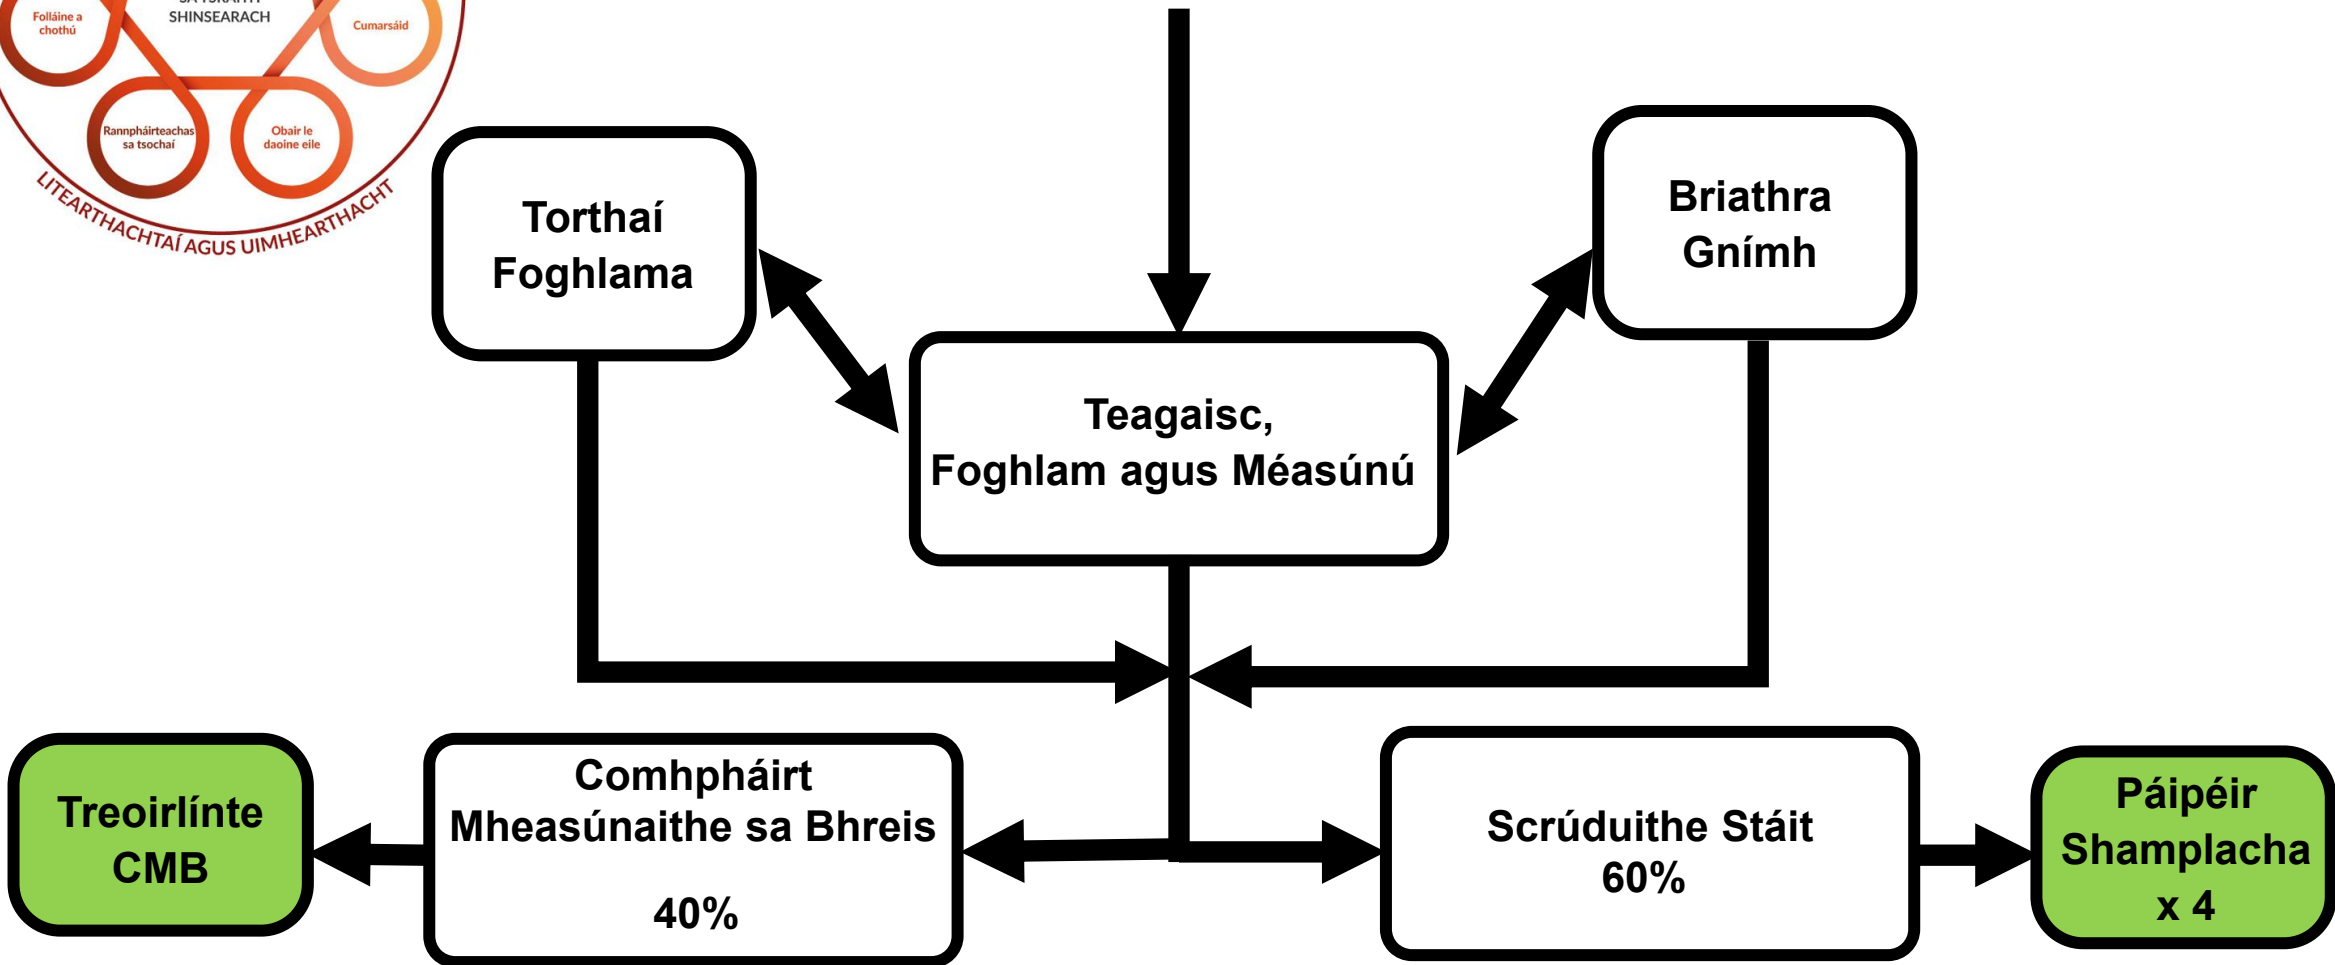 SHINSEARACH
Folláine a
chothú
Cumarsáid
Rannpháirteachas
sa tsochaí
Obair le
daoine eile
LITEARTHACHTAÍ AGUS UIMHEARTHACHT
Torthaí
Foghlama
Briathra
Gnímh
Teagaisc,
Foghlam agus Méasúnú
Treoirlínte
CMB
Comhpháirt
Mheasúnaithe sa Bhreis
40%
Scrúduithe Stáit
60%
Páipéir
Shamplacha
x 4